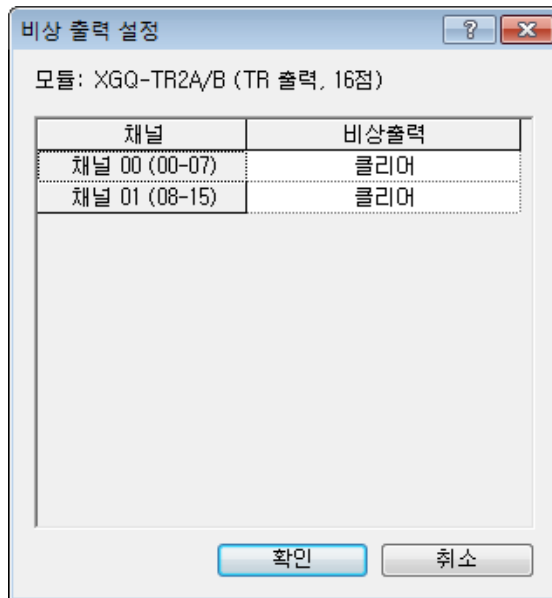 비상 출력 설정
모듈: XGQ-TR2A/B (TR 출력, 16점)
채널 비상출력
채널 00 (00-07) 클리어
채널 01 (08-15) 클리어
확인 취소